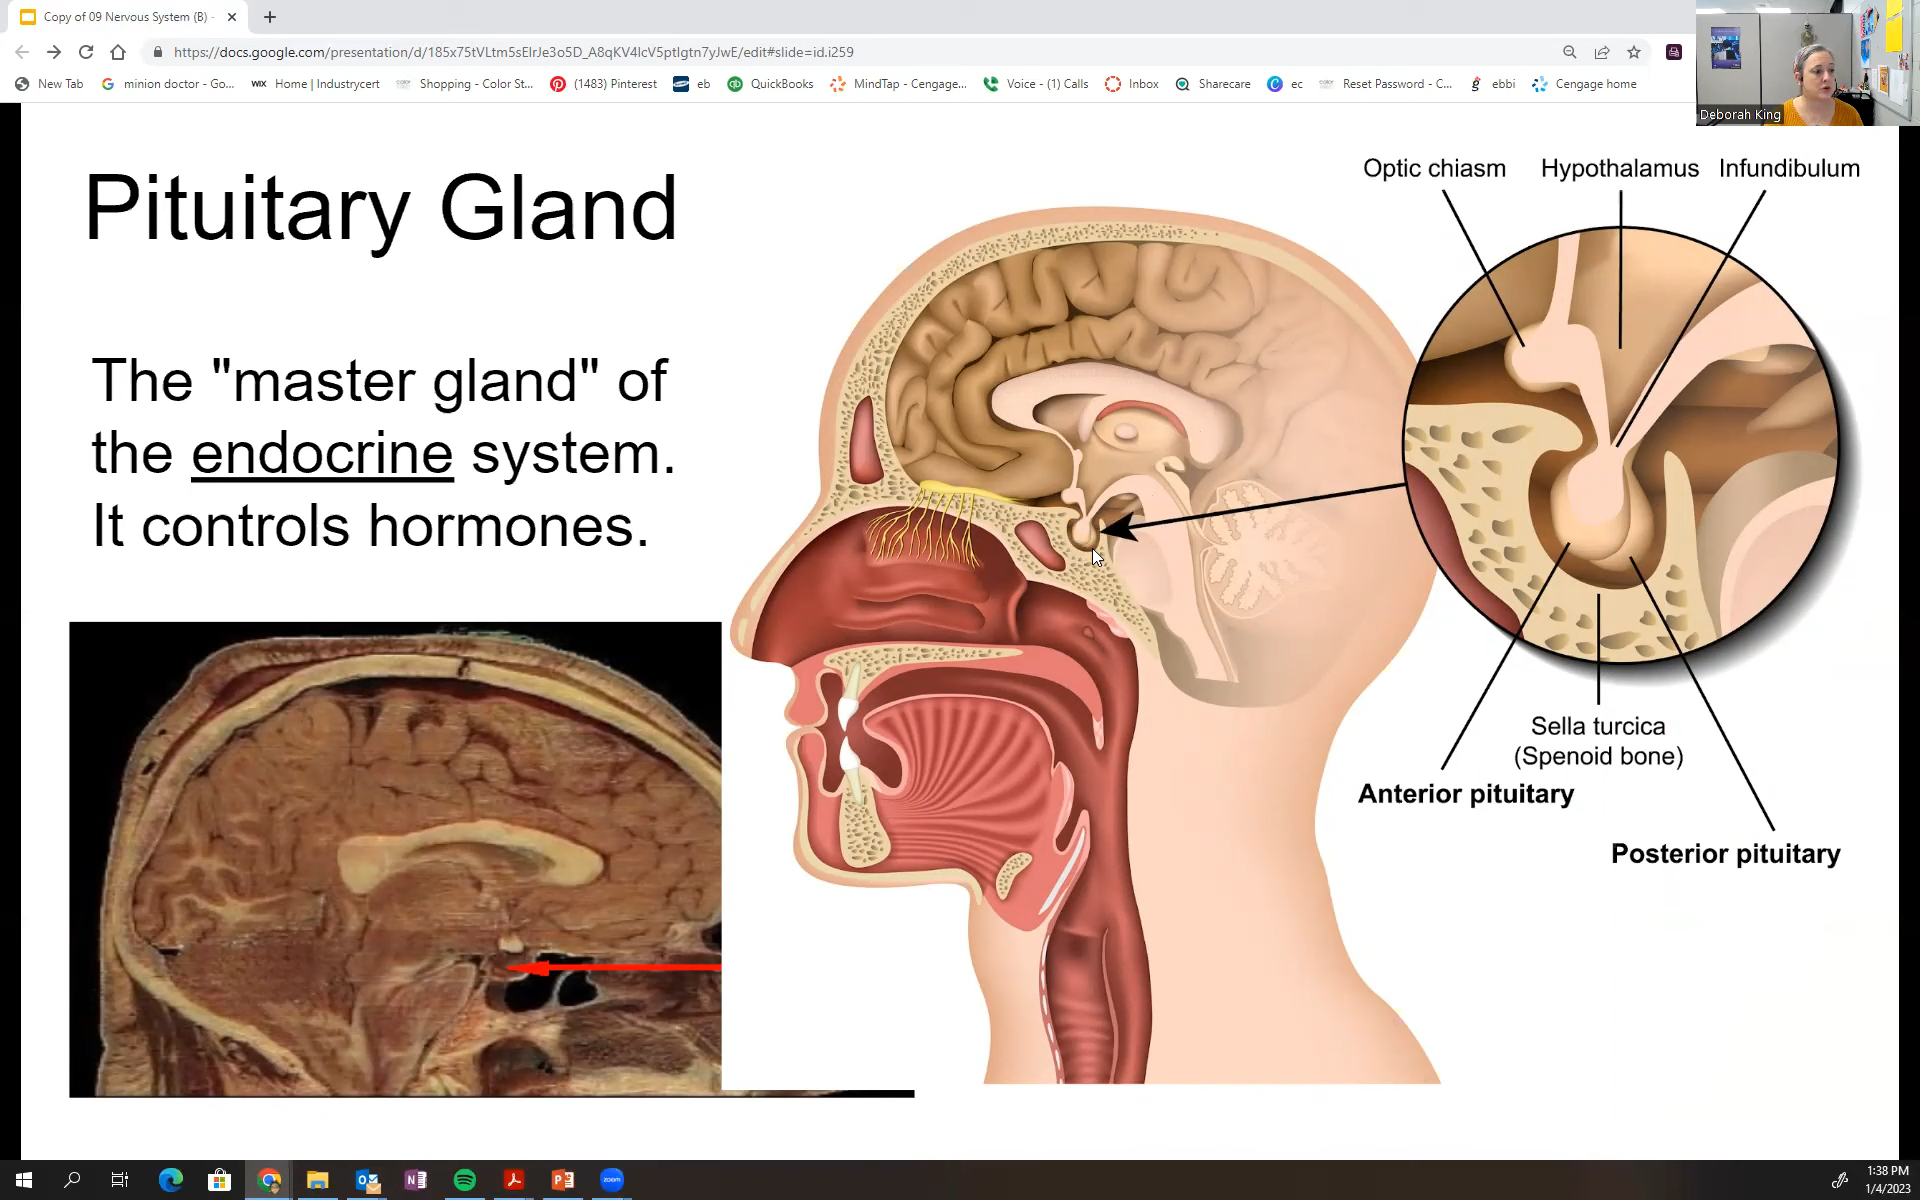 Copy of 09 Nervous System (B) -
https://docs.google.com/presentation/d/185x75tVLtm5sEIrJe3o5D_A8qKV4lcV5ptIgtn7yJwE/edit#slide=id.i259
New Tab
minion doctor - Go...
WIX Home | Industrycert
Shopping - Color St...
(1483) Pinterest
eb
QuickBooks
MindTap - Cengage...
Voice - (1) Calls
Inbox
Sharecare
ec
Reset Password - C...
ebbi
Cengage home
Deborah King
Pituitary Gland
The "master gland" of
the endocrine system.
It controls hormones.
Optic chiasm
Hypothalamus
Infundibulum
Sella turcica
(Spenoid bone)
Anterior pituitary
Posterior pituitary
zoom
1:38 PM
1/4/2023